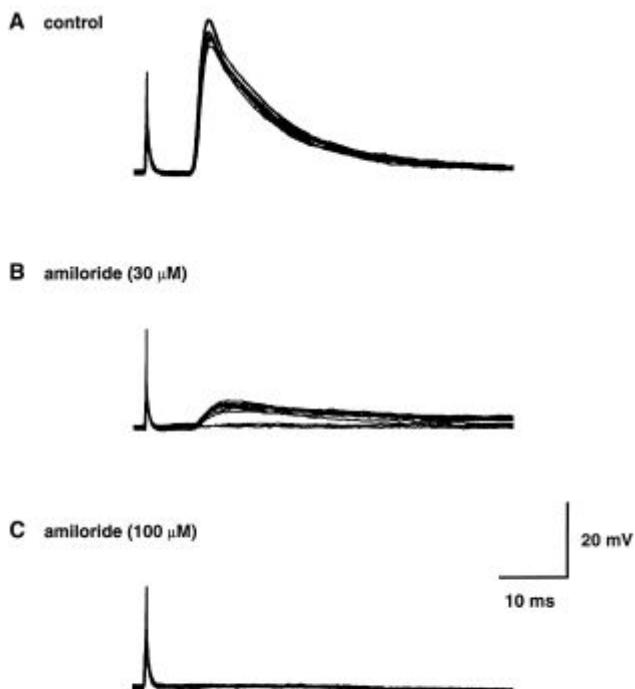 A control
B amiloride (30 μM)
C amiloride (100 μM)
20 mV
10 ms